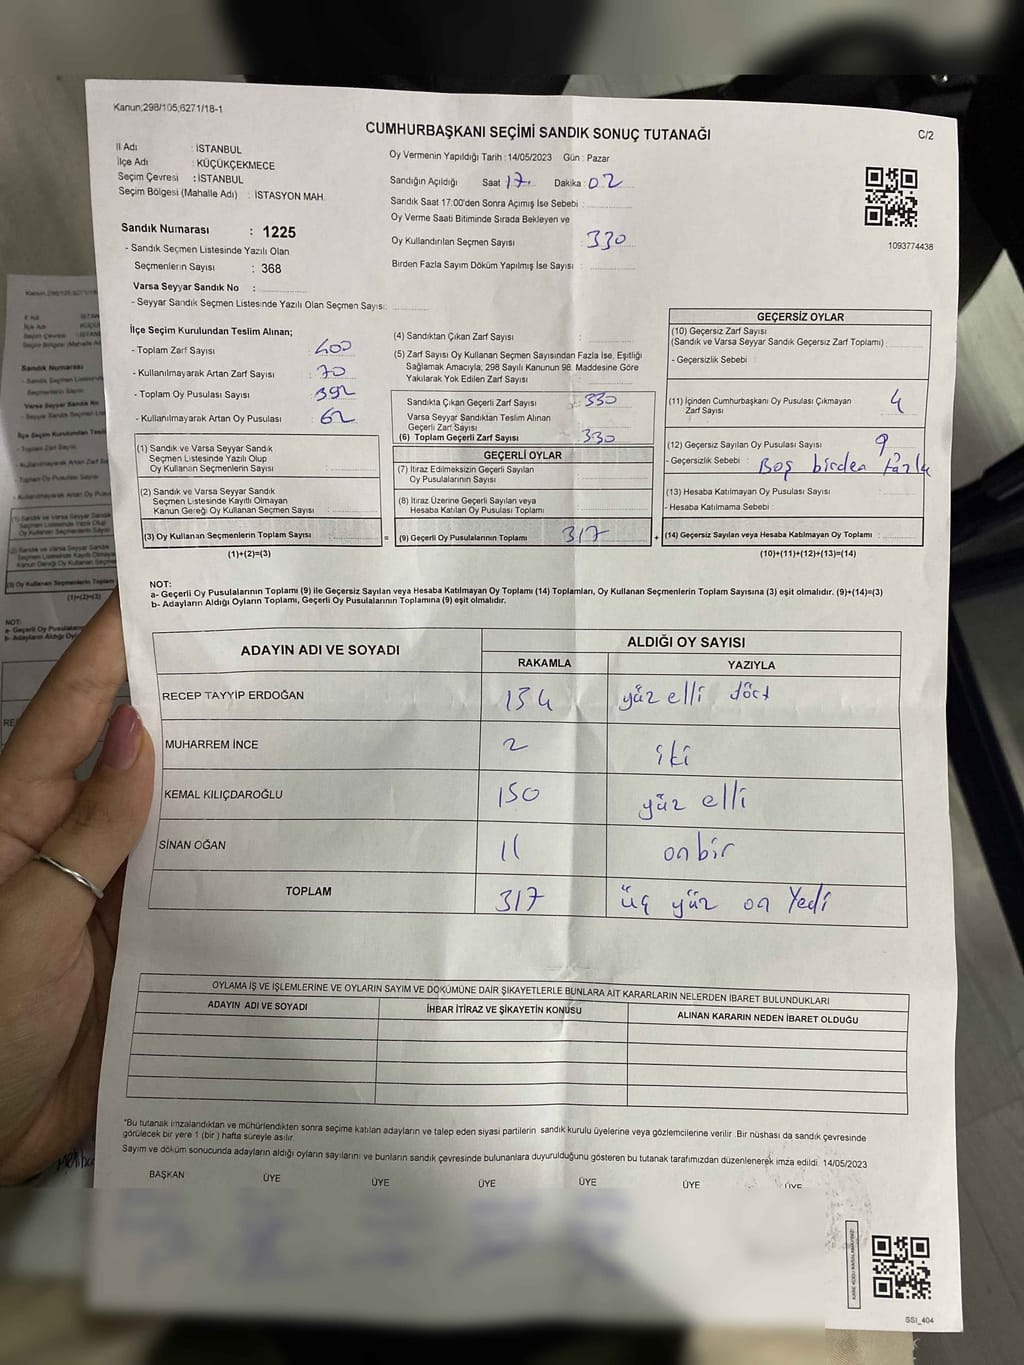 Kanun;298/105;6271/18-1
CUMHURBAŞKANI SEÇİMİ SANDIK SONUÇ TUTANAĞI
C/2
İl Adı : İSTANBUL
İlçe Adı : KÜÇÜKÇEKMECE
Seçim Çevresi : İSTANBUL
Seçim Bölgesi (Mahalle Adı) : İSTASYON MAH.
Oy Vermenin Yapıldığı Tarih : 14/05/2023 Gün : Pazar
Sandığın Açıldığı Saat 17. Dakika : 02
Sandık Saat 17:00'den Sonra Açımış İse Sebebi :
Oy Verme Saati Bitiminde Sırada Bekleyen ve
Oy Kullandırılan Seçmen Sayısı : 330
Birden Fazla Sayım Döküm Yapılmış İse Sayısı :
1093774438
Sandık Numarası : 1225
- Sandık Seçmen Listesinde Yazılı Olan
Seçmenlerin Sayısı : 368
Varsa Seyyar Sandık No :
- Seyyar Sandık Seçmen Listesinde Yazılı Olan Seçmen Sayısı:
İlçe Seçim Kurulundan Teslim Alınan;
- Toplam Zarf Sayısı : 400
- Kullanılmayarak Artan Zarf Sayısı : 70
- Toplam Oy Pusulası Sayısı : 392
- Kullanılmayarak Artan Oy Pusulası : 62
(1) Sandık ve Varsa Seyyar Sandık
Seçmen Listesinde Yazılı Olup
Oy Kullanan Seçmenlerin Sayısı :
(2) Sandık ve Varsa Seyyar Sandık
Seçmen Listesinde Kayıtlı Olmayan
Kanun Gereği Oy Kullanan Seçmen Sayısı :
(3) Oy Kullanan Seçmenlerin Toplam Sayısı :
(1)+(2)=(3)
=
(4) Sandıktan Çıkan Zarf Sayısı :
(5) Zarf Sayısı Oy Kullanan Seçmen Sayısından Fazla İse, Eşitliği
Sağlamak Amacıyla, 298 Sayılı Kanunun 98. Maddesine Göre
Yakılarak Yok Edilen Zarf Sayısı :
Sandıkta Çıkan Geçerli Zarf Sayısı : 330
Varsa Seyyar Sandıktan Teslim Alınan
Geçerli Zarf Sayısı :
(6) Toplam Geçerli Zarf Sayısı : 330
GEÇERLİ OYLAR
(7) İtiraz Edilmeksizin Geçerli Sayılan
Oy Pusulalarının Sayısı :
(8) İtiraz Üzerine Geçerli Sayılan veya
Hesaba Katılan Oy Pusulası Toplamı :
(9) Geçerli Oy Pusulalarının Toplamı : 317
+
GEÇERSİZ OYLAR
(10) Geçersiz Zarf Sayısı
(Sandık ve Varsa Seyyar Sandık Geçersiz Zarf Toplamı)
- Geçersizlik Sebebi :
(11) İçinden Cumhurbaşkanı Oy Pusulası Çıkmayan
Zarf Sayısı : 4
(12) Geçersiz Sayılan Oy Pusulası Sayısı : 9
- Geçersizlik Sebebi : Boş birden fazla
(13) Hesaba Katılmayan Oy Pusulası Sayısı :
- Hesaba Katılmama Sebebi :
(14) Geçersiz Sayılan veya Hesaba Katılmayan Oy Toplamı :
(10)+(11)+(12)+(13)=(14)
NOT:
a- Geçerli Oy Pusulalarının Toplamı (9) ile Geçersiz Sayılan veya Hesaba Katılmayan Oy Toplamı (14) Toplamları, Oy Kullanan Seçmenlerin Toplam Sayısına (3) eşit olmalıdır. (9)+(14)=(3)
b- Adayların Aldığı Oyların Toplamı, Geçerli Oy Pusulalarının Toplamına (9) eşit olmalıdır.
ADAYIN ADI VE SOYADI
ALDIĞI OY SAYISI
RAKAMLA
YAZIYLA
RECEP TAYYİP ERDOĞAN 154 yüz elli dört
MUHARREM İNCE 2 iki
KEMAL KILIÇDAROĞLU 150 yüz elli
SİNAN OĞAN 11 onbir
TOPLAM 317 üç yüz on Yedi
OYLAMA İŞ VE İŞLEMLERİNE VE OYLARIN SAYIM VE DÖKÜMÜNE DAİR ŞİKAYETLERLE BUNLARA AİT KARARLARIN NELERDEN İBARET BULUNDUKLARI
ADAYIN ADI VE SOYADI
İHBAR İTİRAZ VE ŞİKAYETİN KONUSU
ALINAN KARARIN NEDEN İBARET OLDUĞU
*Bu tutanak imzalandıktan ve mühürlendikten sonra seçime katılan adayların ve talep eden siyasi partilerin sandık kurulu üyelerine veya gözlemcilerine verilir. Bir nüshası da sandık çevresinde
görülecek bir yere 1 (bir) hafta süreyle asılır.
Sayım ve döküm sonucunda adayların aldığı oyların sayılarını ve bunların sandık çevresinde bulunanlara duyurulduğunu gösteren bu tutanak tarafımızdan düzenlenerek imza edildi. 14/05/2023
BAŞKAN ÜYE ÜYE ÜYE ÜYE ÜYE ÜYE
SSI_404